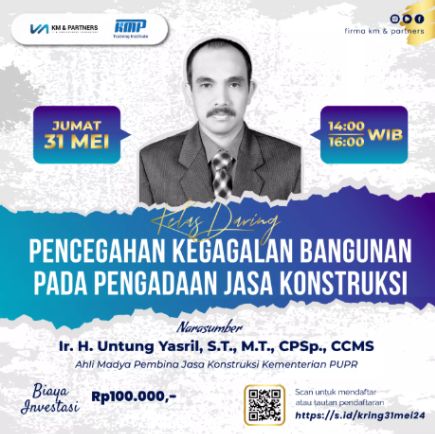 KM & PARTNERS
KMP
Training Institute
firma km & partners
JUMAT
31 MEI
14:00
16:00
WIB
Kelas Daring
PENCEGAHAN KEGAGALAN BANGUNAN
PADA PENGADAAN JASA KONSTRUKSI
Narasumber
Ir. H. Untung Yasril, S.T., M.T., CPSp., CCMS
Ahli Madya Pembina Jasa Konstruksi Kementerian PUPR
Biaya
Investasi
Rp100.000,-
Scan untuk mendaftar
atau tautan pendaftaran
https://s.id/kring31mei24